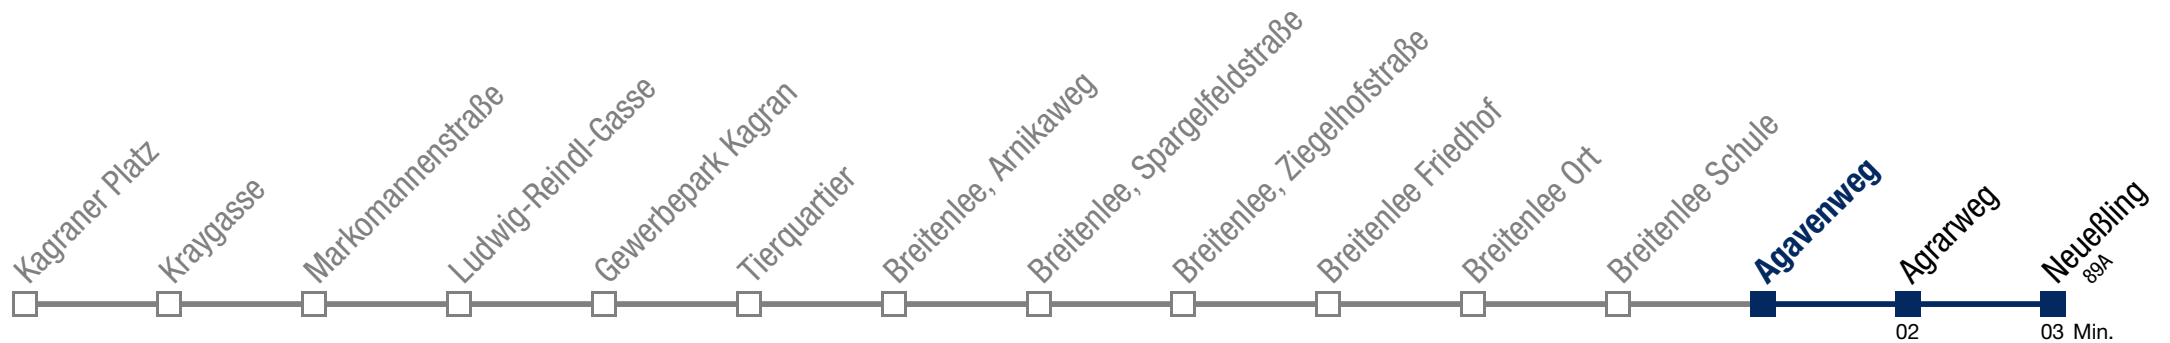 Kagraner Platz
Kraygasse
Markomannenstraße
Ludwig-Reindl-Gasse
Gewerbepark Kagran
Tierquartier
Breitenlee, Arnikaweg
Breitenlee, Spargelfeldstraße
Breitenlee, Ziegelhofstraße
Breitenlee Friedhof
Breitenlee Ort
Breitenlee Schule
Agavenweg
Agrarweg
Neueßling
89A
02
03 Min.